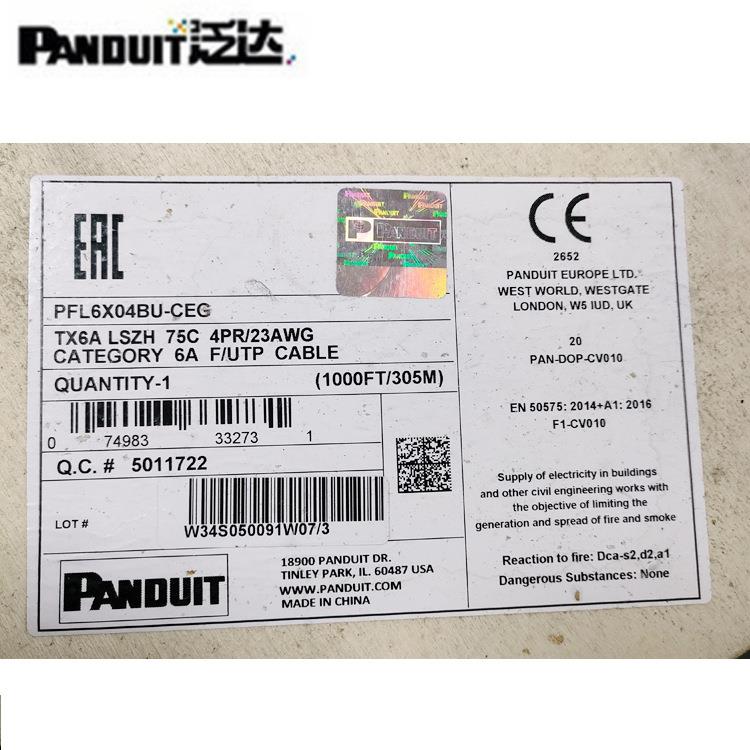 PANDUIT泛达
EAC
PANDUIT
P PANDUIT
PFL6X04BU-CEG
TX6A LSZH 75C 4PR/23AWG
CATEGORY 6A F/UTP CABLE
QUANTITY-1 (1000FT/305M)
0 74983 33273 1
Q.C. # 5011722
LOT #
W34S050091W07/3
PANDUIT
18900 PANDUIT DR.
TINLEY PARK, IL. 60487 USA
WWW.PANDUIT.COM
MADE IN CHINA
CE
2652
PANDUIT EUROPE LTD.
WEST WORLD, WESTGATE
LONDON, W5 IUD, UK
20
PAN-DOP-CV010
EN 50575: 2014+A1: 2016
F1-CV010
Supply of electricity in buildings
and other civil engineering works with
the objective of limiting the
generation and spread of fire and smoke
Reaction to fire: Dca-s2,d2,a1
Dangerous Substances: None